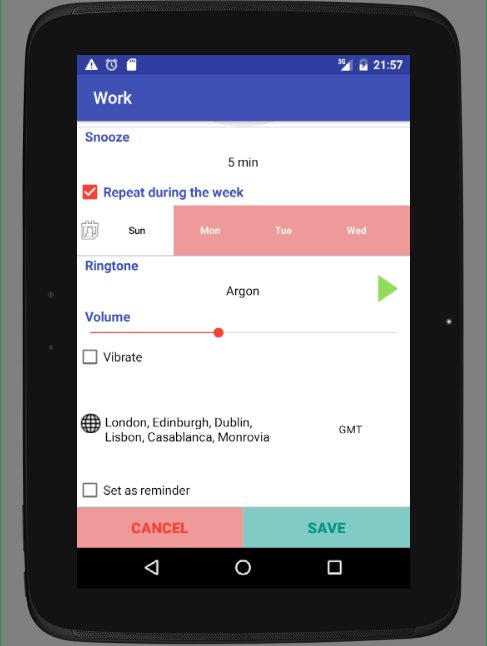 3G 21:57
Work
Snooze
5 min
Repeat during the week
Sun Mon Tue Wed
Ringtone
Argon
Volume
Vibrate
London, Edinburgh, Dublin,
Lisbon, Casablanca, Monrovia GMT
Set as reminder
CANCEL SAVE